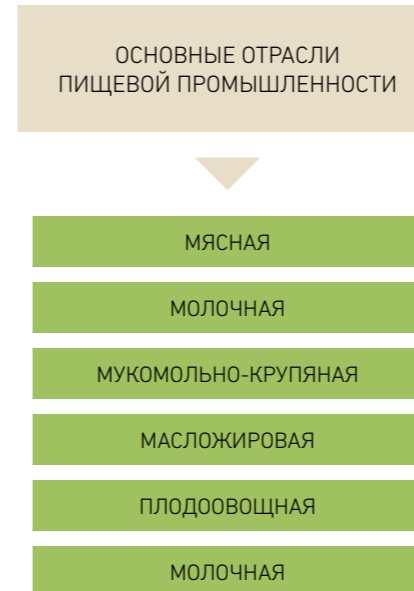 ОСНОВНЫЕ ОТРАСЛИ
ПИЩЕВОЙ ПРОМЫШЛЕННОСТИ
МЯСНАЯ
МОЛОЧНАЯ
МУКОМОЛЬНО-КРУПЯНАЯ
МАСЛОЖИРОВАЯ
ПЛОДООВОЩНАЯ
МОЛОЧНАЯ